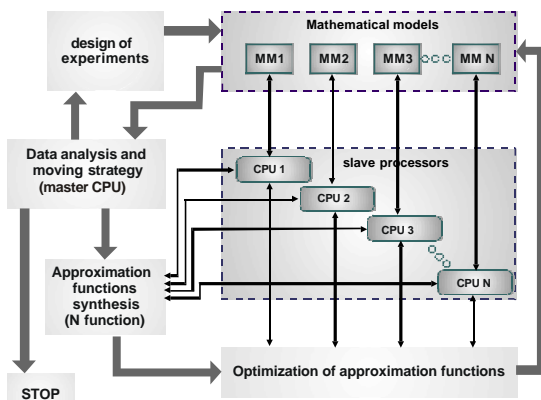 design of
experiments
Mathematical models
MM1 MM2 MM3 MM N
Data analysis and
moving strategy
(master CPU)
slave processors
CPU 1
CPU 2
CPU 3
CPU N
Approximation
functions
synthesis
(N function)
Optimization of approximation functions
STOP